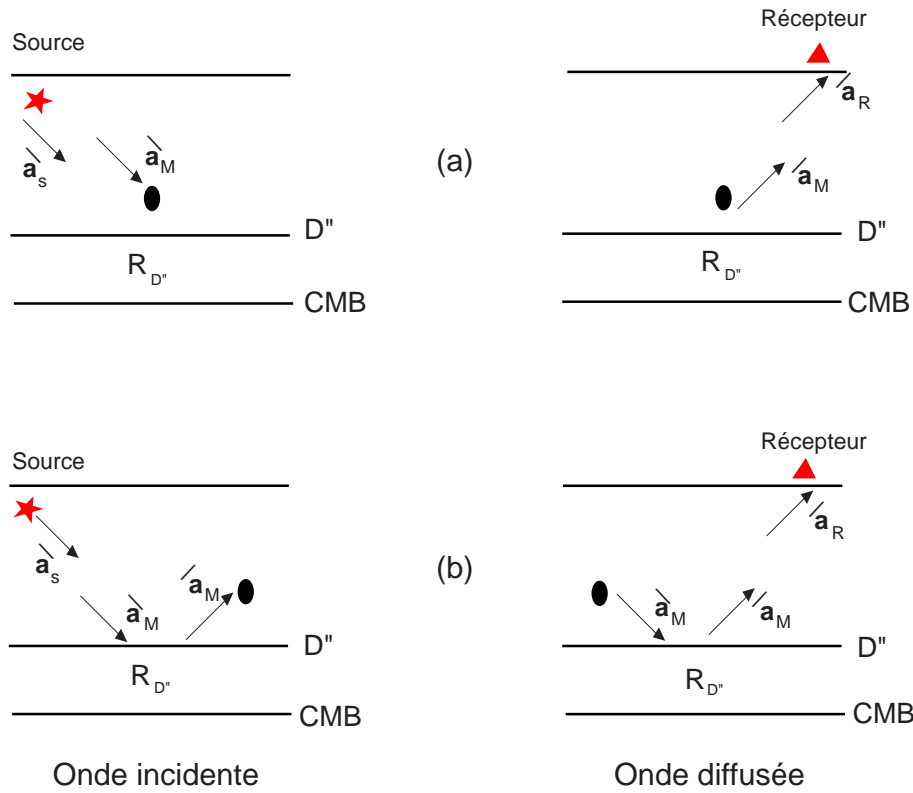 Source
Récepteur
a_s
a_M
a_R
a_M
(a)
D"
R_D"
CMB
D"
R_D"
CMB
Source
Récepteur
a_s
a_M
a_M
a_R
a_M
a_M
(b)
D"
R_D"
CMB
D"
R_D"
CMB
Onde incidente
Onde diffusée